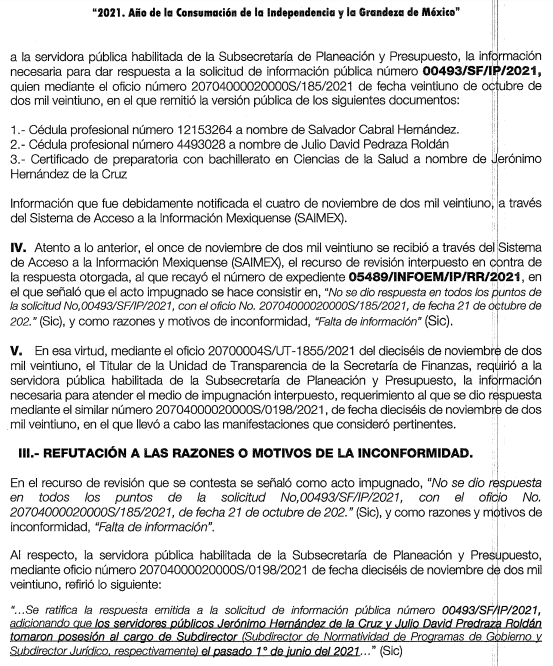 "2021. Año de la Consumación de la Independencia y la Grandeza de México"
a la servidora pública habilitada de la Subsecretaría de Planeación y Presupuesto, la información
necesaria para dar respuesta a la solicitud de información pública número 00493/SF/IP/2021,
quien mediante el oficio número 20704000020000S/185/2021 de fecha veintiuno de octubre de
dos mil veintiuno, en el que remitió la versión pública de los siguientes documentos:
1.- Cédula profesional número 12153264 a nombre de Salvador Cabral Hernández.
2.- Cédula profesional número 4493028 a nombre de Julio David Pedraza Roldán
3.- Certificado de preparatoria con bachillerato en Ciencias de la Salud a nombre de Jerónimo
Hernández de la Cruz
Información que fue debidamente notificada el cuatro de noviembre de dos mil veintiuno, a través
del Sistema de Acceso a la Información Mexiquense (SAIMEX).
IV. Atento a lo anterior, el once de noviembre de dos mil veintiuno se recibió a través del Sistema
de Acceso a la Información Mexiquense (SAIMEX), el recurso de revisión interpuesto en contra de
la respuesta otorgada, al que recayó el número de expediente 05489/INFOEM/IP/RR/2021, en
el que señaló que el acto impugnado se hace consistir en, "No se dio respuesta en todos los puntos de
la solicitud No,00493/SF/IP/2021, con el oficio No. 20704000020000S/185/2021, de fecha 21 de octubre de
202." (Sic), y como razones y motivos de inconformidad, "Falta de información" (Sic).
V. En esa virtud, mediante el oficio 20700004S/UT-1855/2021 del dieciséis de noviembre de dos
mil veintiuno, el Titular de la Unidad de Transparencia de la Secretaría de Finanzas, requirió a la
servidora pública habilitada de la Subsecretaría de Planeación y Presupuesto, la información
necesaria para atender el medio de impugnación interpuesto, requerimiento al que se dio respuesta
mediante el similar número 20704000020000S/0198/2021, de fecha dieciséis de noviembre de dos
mil veintiuno, en el que llevó a cabo las manifestaciones que consideró pertinentes.
III.- REFUTACIÓN A LAS RAZONES O MOTIVOS DE LA INCONFORMIDAD.
En el recurso de revisión que se contesta se señaló como acto impugnado, "No se dio respuesta
en todos los puntos de la solicitud No,00493/SF/IP/2021, con el oficio No.
20704000020000S/185/2021, de fecha 21 de octubre de 202." (Sic), y como razones y motivos de
inconformidad, "Falta de información".
Al respecto, la servidora pública habilitada de la Subsecretaría de Planeación y Presupuesto,
mediante oficio número 20704000020000S/0198/2021 de fecha dieciséis de noviembre de dos mil
veintiuno, refirió lo siguiente:
"...Se ratifica la respuesta emitida a la solicitud de información pública número 00493/SF/IP/2021,
adicionando que los servidores públicos Jerónimo Hernández de la Cruz y Julio David Predraza Roldán
tomaron posesión al cargo de Subdirector (Subdirector de Normatividad de Programas de Gobierno y
Subdirector Jurídico, respectivamente) el pasado 1° de junio del 2021..." (Sic)